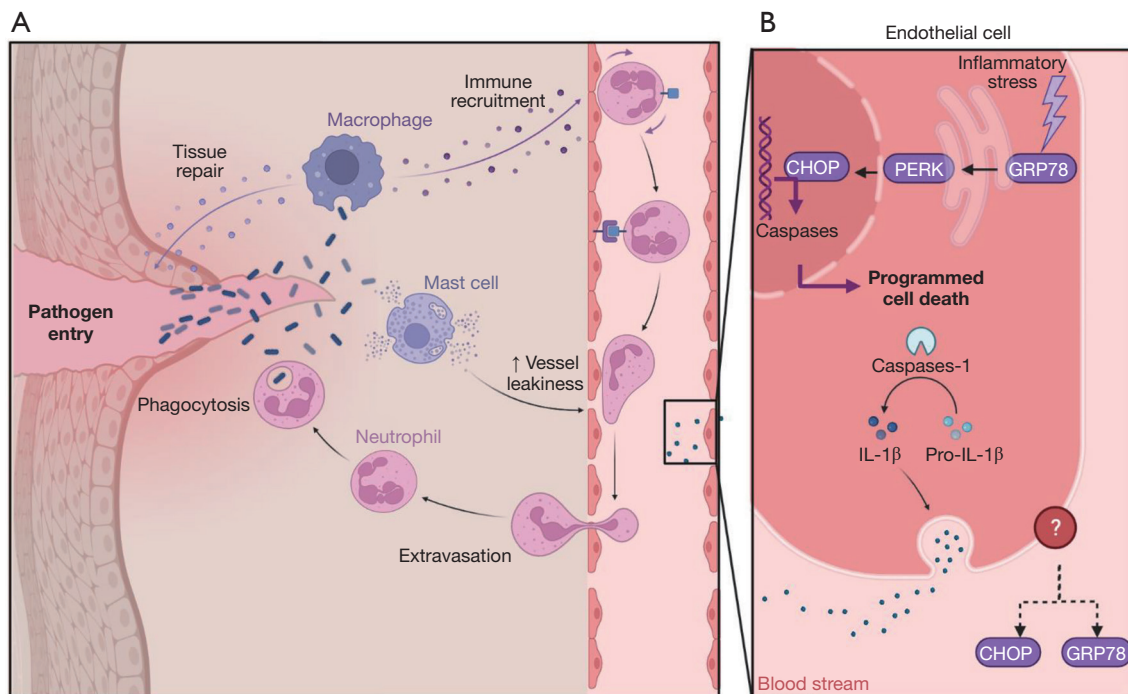 A
Immune
recruitment
Macrophage
Tissue
repair
Pathogen
entry
Mast cell
↑ Vessel
leakiness
Phagocytosis
Neutrophil
Extravasation
B
Endothelial cell
Inflammatory
stress
CHOP
PERK
GRP78
Caspases
Programmed
cell death
Caspases-1
IL-1β
Pro-IL-1β
?
CHOP
GRP78
Blood stream